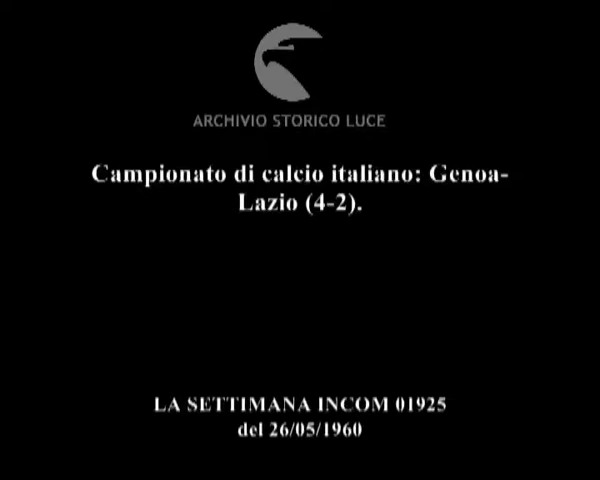 ARCHIVIO STORICO LUCE
Campionato di calcio italiano: Genoa-
Lazio (4-2).
LA SETTIMANA INCOM 01925
del 26/05/1960